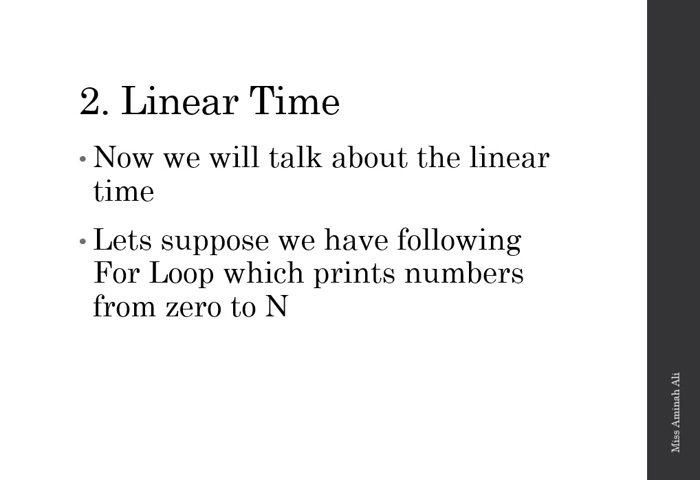 2. Linear Time
• Now we will talk about the linear
time
• Lets suppose we have following
For Loop which prints numbers
from zero to N
Miss Aminah Ali